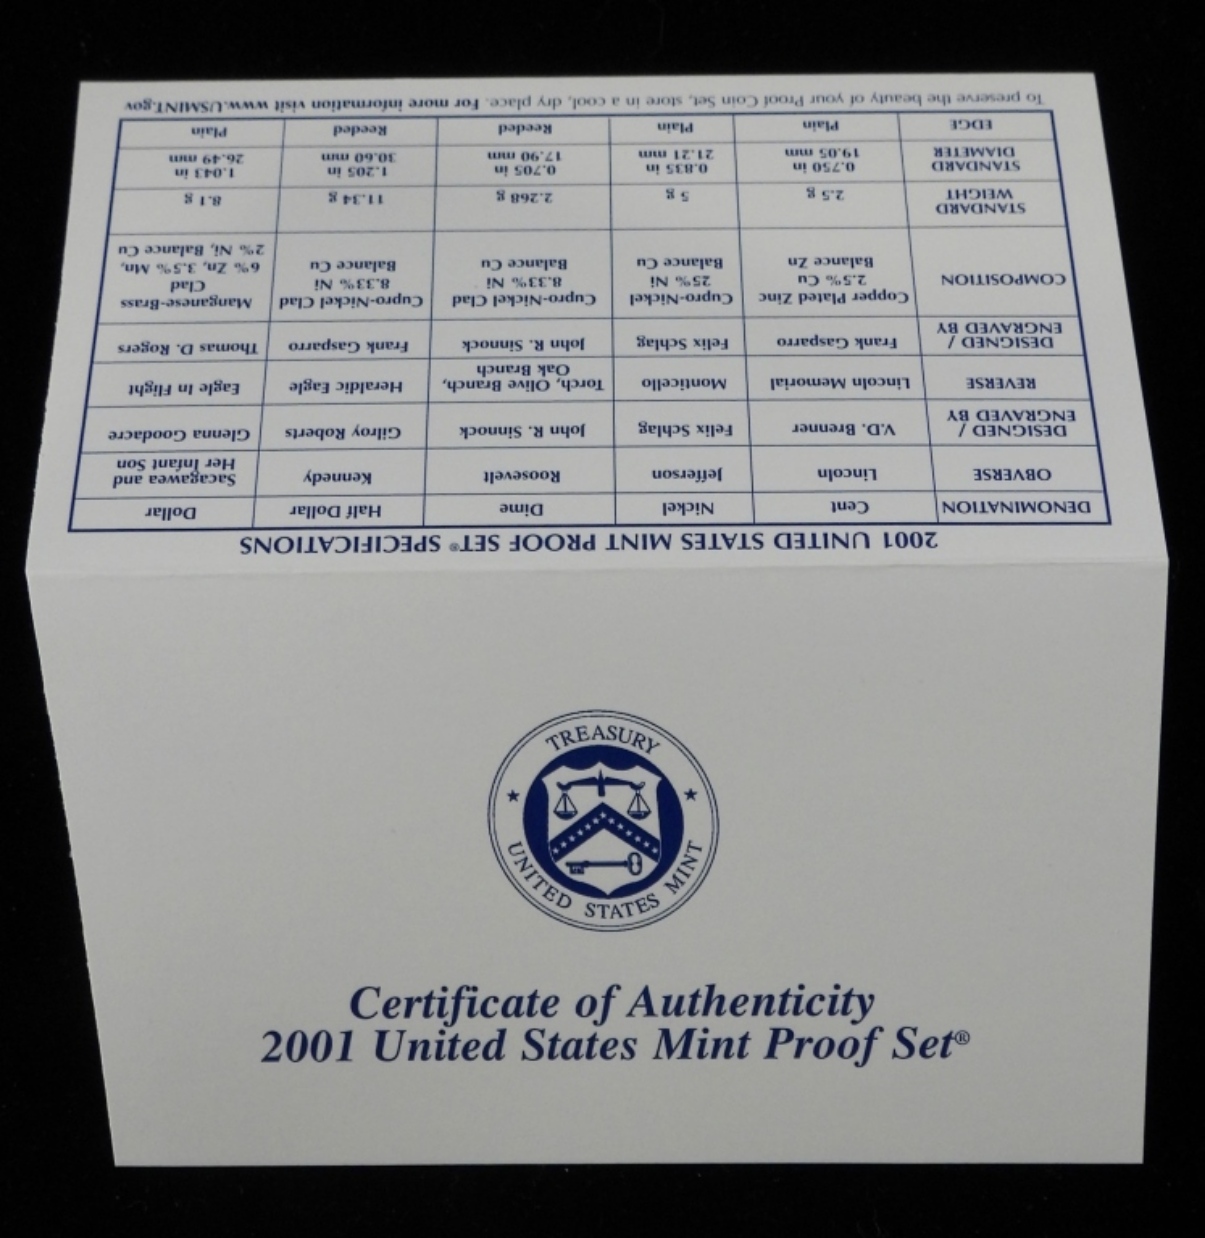 To preserve the beauty of your Proof Coin Set, store in a cool, dry place. For more information visit www.USMINT.gov
2001 UNITED STATES MINT PROOF SET® SPECIFICATIONS
DENOMINATION Cent Nickel Dime Half Dollar Dollar
OBVERSE Lincoln Jefferson Roosevelt Kennedy Sacagawea and
Her Infant Son
DESIGNED / ENGRAVED BY V.D. Brenner Felix Schlag John R. Sinnock Gilroy Roberts Glenna Goodacre
REVERSE Lincoln Memorial Monticello Torch, Olive Branch, Heraldic Eagle Eagle In Flight
Oak Branch
DESIGNED / ENGRAVED BY Frank Gasparro Felix Schlag John R. Sinnock Frank Gasparro Thomas D. Rogers
COMPOSITION Copper Plated Zinc Cupro-Nickel Cupro-Nickel Clad Cupro-Nickel Clad Manganese-Brass
2.5% Cu 25% Ni 8.33% Ni 8.33% Ni Clad
Balance Zn Balance Cu Balance Cu Balance Cu 6% Zn, 3.5% Mn,
2% Ni, Balance Cu
STANDARD WEIGHT 2.5 g 5 g 2.268 g 11.34 g 8.1 g
STANDARD 0.750 in 0.835 in 0.705 in 1.205 in 1.043 in
DIAMETER 19.05 mm 21.21 mm 17.90 mm 30.60 mm 26.49 mm
EDGE Plain Plain Reeded Reeded Plain
TREASURY
UNITED STATES MINT
Certificate of Authenticity
2001 United States Mint Proof Set®